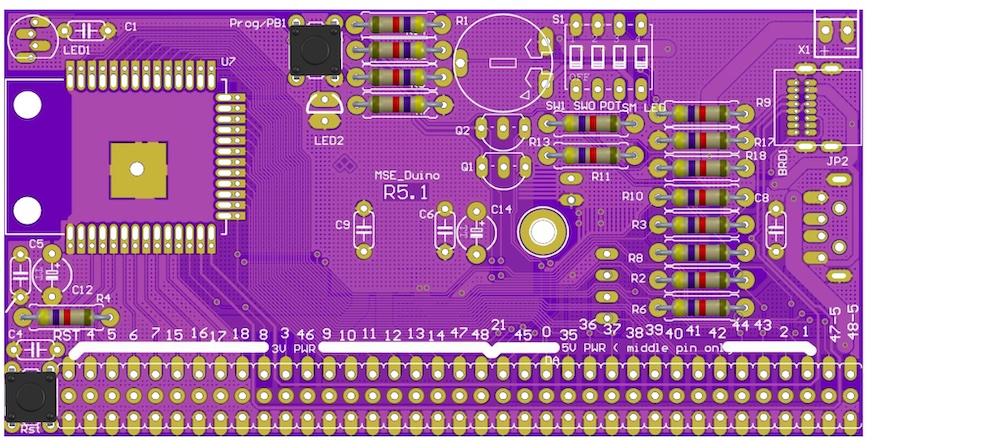 Prog/PB1
R1
S1
C1
LED1
X1
+ −
U7
OFF
SW1 SW0 POT SM LED
R9
LED2
Q2
R13
R17
R18
BRD1
JP2
Q1
R11
MSE_Duino
R5.1
R10
C8
C9
C6
C14
R3
C5
R8
C12
R2
R4
R6
C4
RST 4 5 6 7 15 16 17 18 8 3 46 9 10 11 12 13 14 47 48 21 45 0 35 36 37 38 39 40 41 42 44 43 2 1 47-5 48-5
3V PWR
5V PWR ( middle pin only
DA
Rst